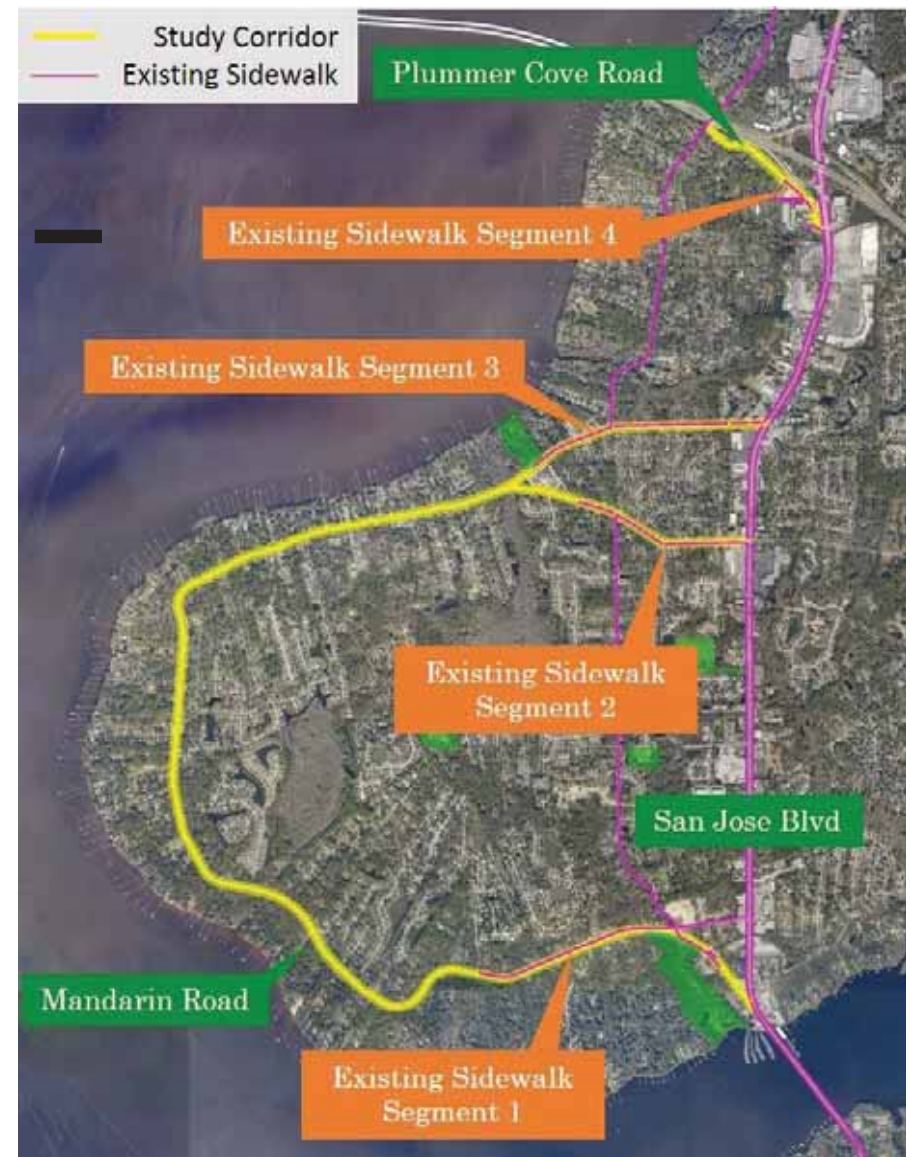 Study Corridor
Existing Sidewalk
Plummer Cove Road
Existing Sidewalk Segment 4
Existing Sidewalk Segment 3
Existing Sidewalk
Segment 2
San Jose Blvd
Mandarin Road
Existing Sidewalk
Segment 1